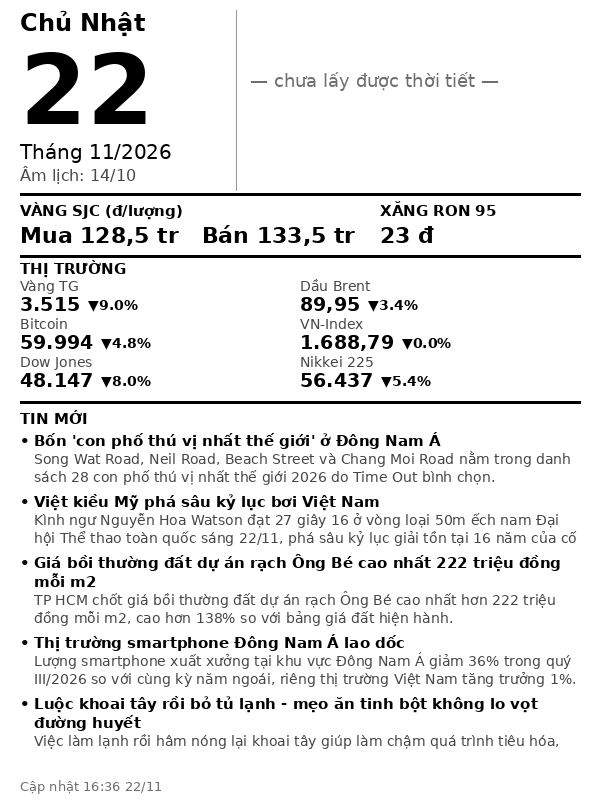 Chủ Nhật
22
Tháng 11/2026
Âm lịch: 14/10
— chưa lấy được thời tiết —
VÀNG SJC (đ/lượng)
Mua 128,5 tr Bán 133,5 tr
XĂNG RON 95
23 đ
THỊ TRƯỜNG
Vàng TG
3.515 ▼9.0%
Dầu Brent
89,95 ▼3.4%
Bitcoin
59.994 ▼4.8%
VN-Index
1.688,79 ▼0.0%
Dow Jones
48.147 ▼8.0%
Nikkei 225
56.437 ▼5.4%
TIN MỚI
• Bốn 'con phố thú vị nhất thế giới' ở Đông Nam Á
Song Wat Road, Neil Road, Beach Street và Chang Moi Road nằm trong danh
sách 28 con phố thú vị nhất thế giới 2026 do Time Out bình chọn.
• Việt kiều Mỹ phá sâu kỷ lục bơi Việt Nam
Kình ngư Nguyễn Hoa Watson đạt 27 giây 16 ở vòng loại 50m ếch nam Đại
hội Thể thao toàn quốc sáng 22/11, phá sâu kỷ lục giải tồn tại 16 năm của cố
• Giá bồi thường đất dự án rạch Ông Bé cao nhất 222 triệu đồng
mỗi m2
TP HCM chốt giá bồi thường đất dự án rạch Ông Bé cao nhất hơn 222 triệu
đồng mỗi m2, cao hơn 138% so với bảng giá đất hiện hành.
• Thị trường smartphone Đông Nam Á lao dốc
Lượng smartphone xuất xưởng tại khu vực Đông Nam Á giảm 36% trong quý
III/2026 so với cùng kỳ năm ngoái, riêng thị trường Việt Nam tăng trưởng 1%.
• Luộc khoai tây rồi bỏ tủ lạnh - mẹo ăn tinh bột không lo vọt
đường huyết
Việc làm lạnh rồi hâm nóng lại khoai tây giúp làm chậm quá trình tiêu hóa,
Cập nhật 16:36 22/11